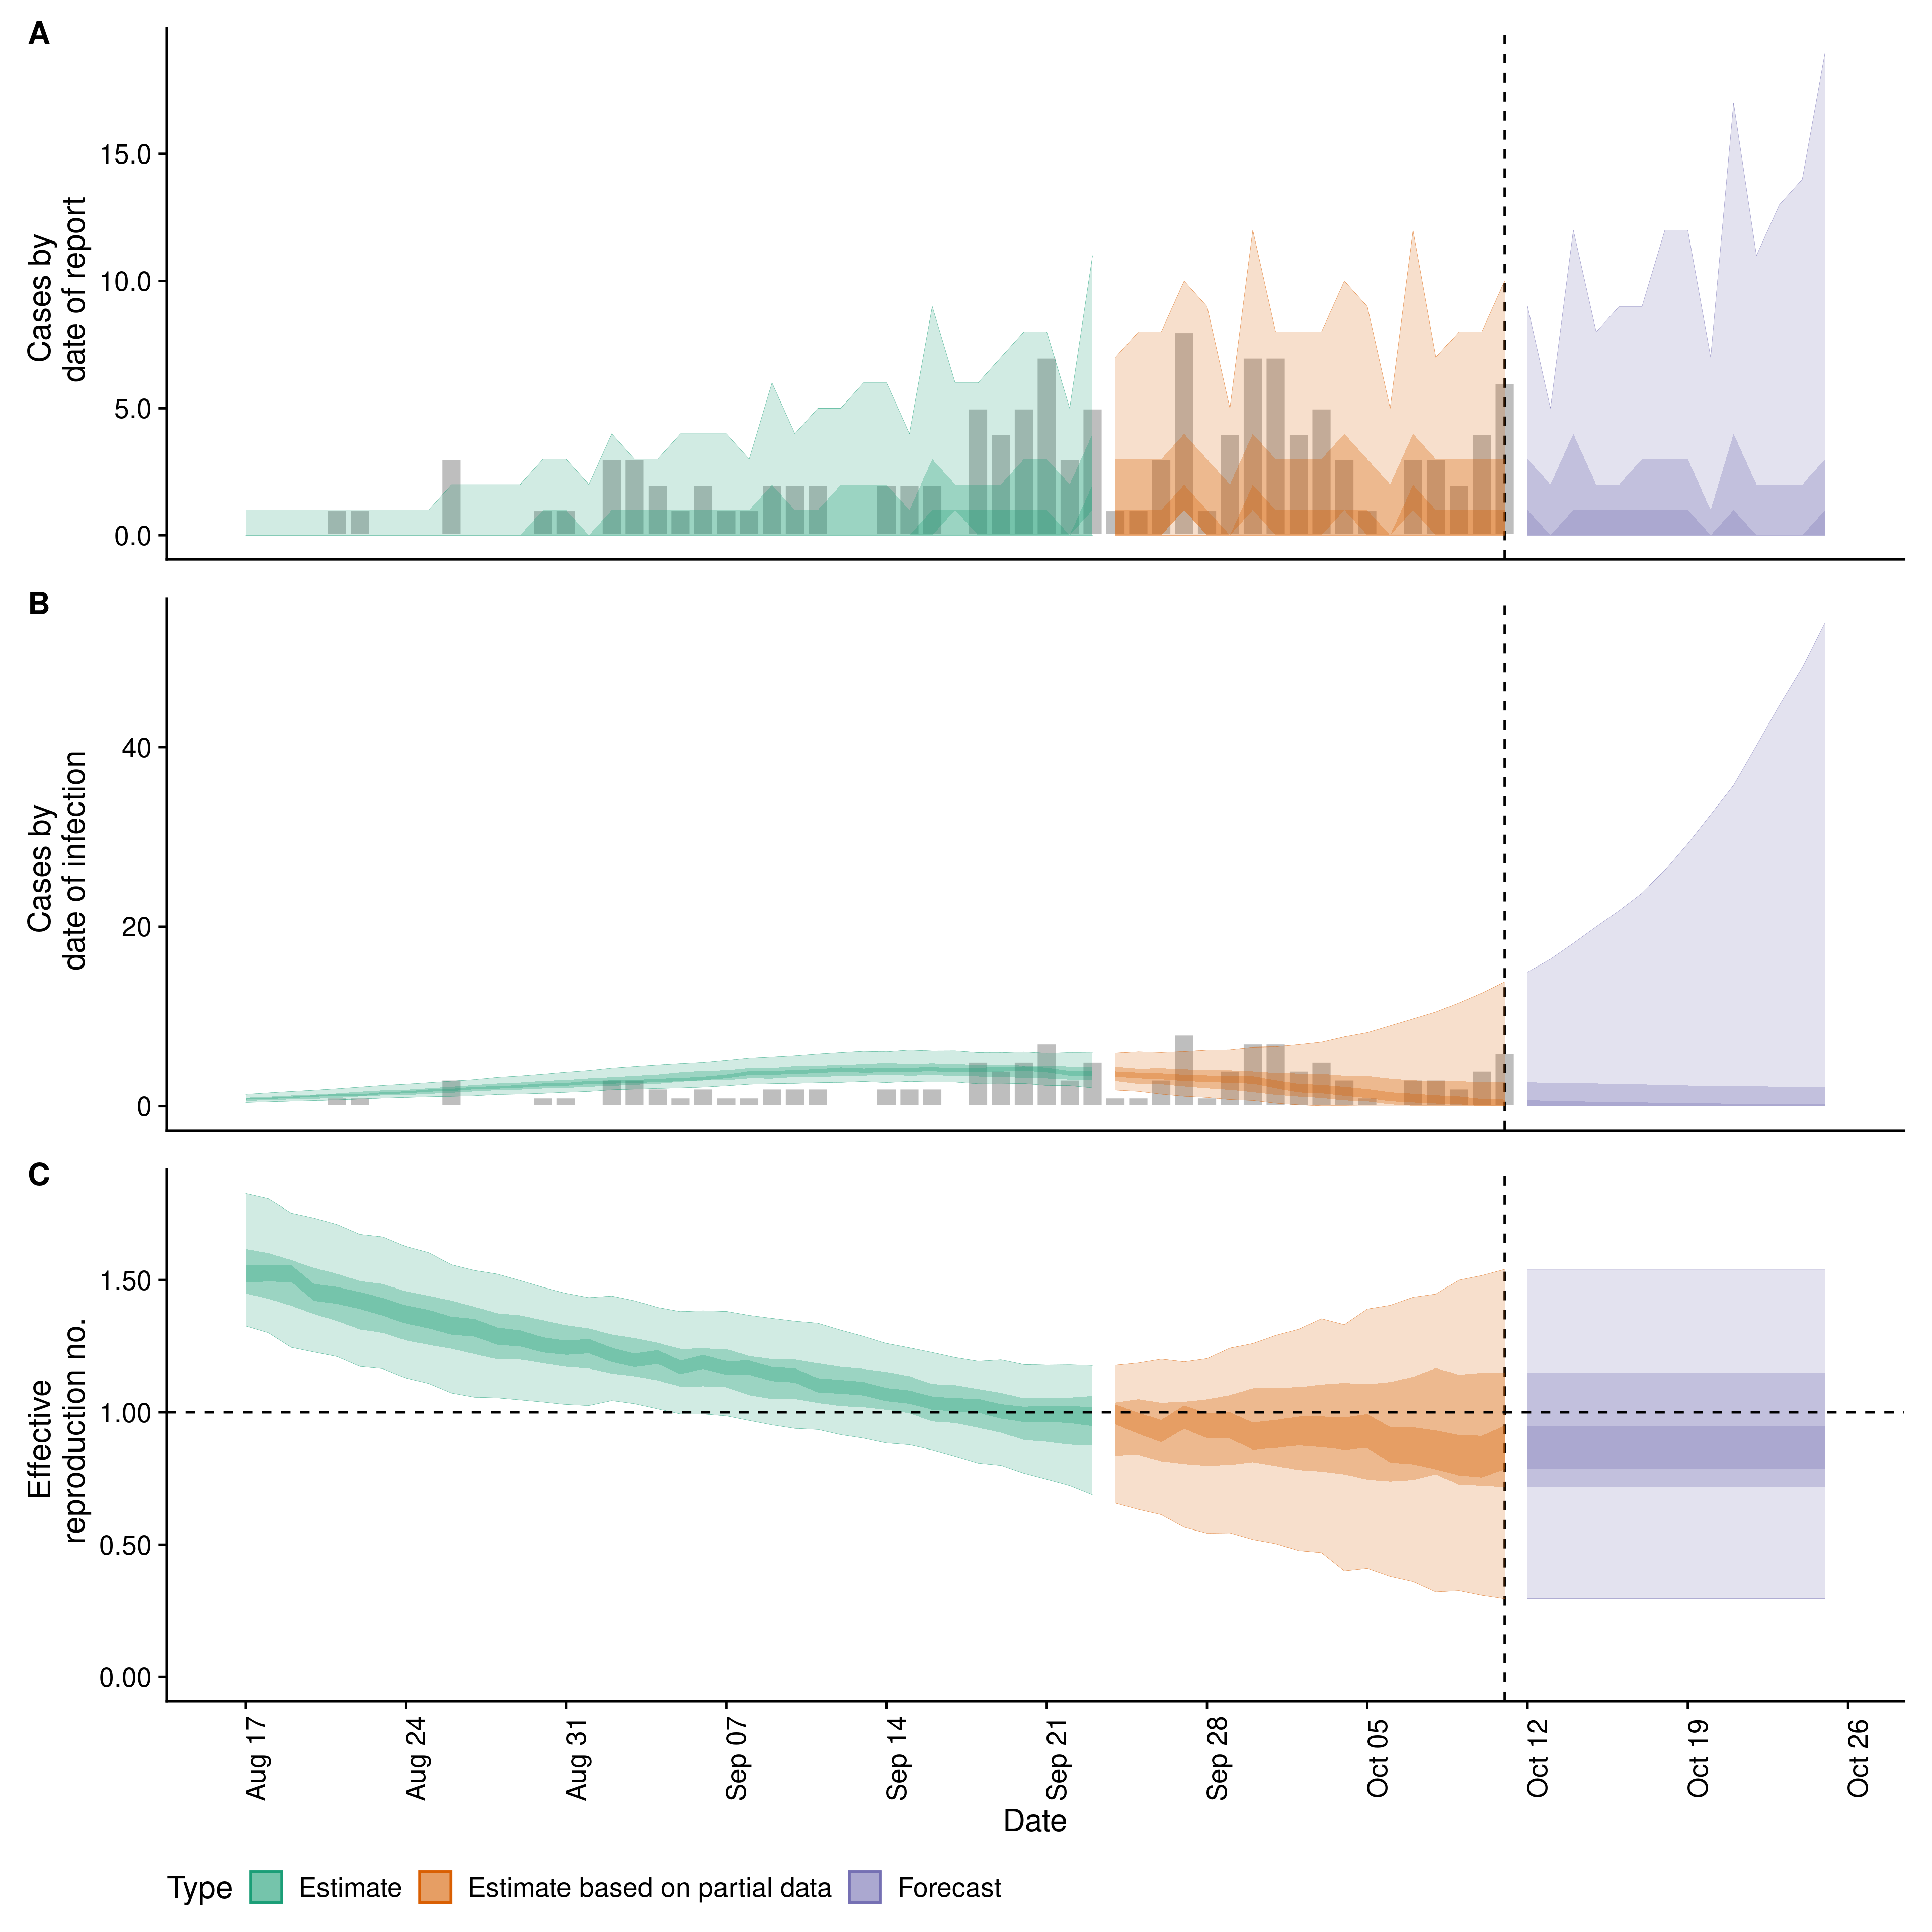 A
Cases by
date of report
15.0
10.0
5.0
0.0
B
Cases by
date of infection
40
20
0
C
Effective
reproduction no.
1.50
1.00
0.50
0.00
Aug 17
Aug 24
Aug 31
Sep 07
Sep 14
Sep 21
Sep 28
Oct 05
Oct 12
Oct 19
Oct 26
Date
Type Estimate Estimate based on partial data Forecast